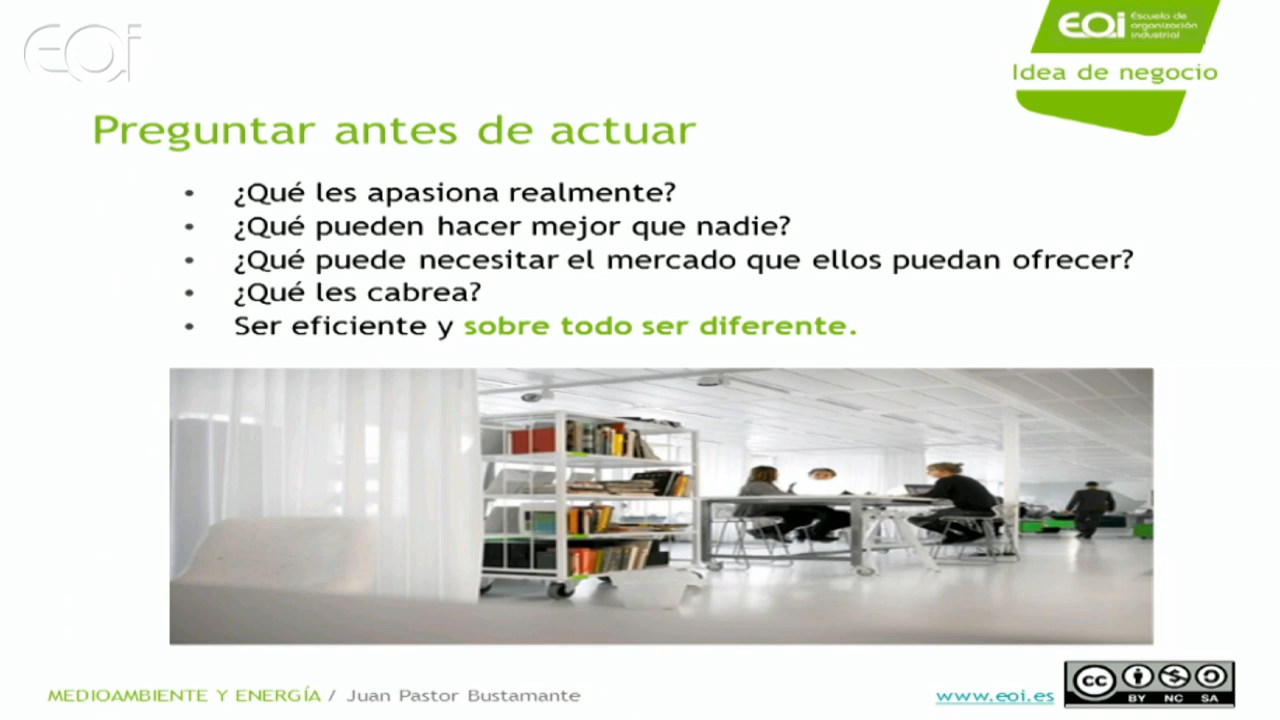 eoi
eoi Escuela de
organización
industrial
Idea de negocio
Preguntar antes de actuar
• ¿Qué les apasiona realmente?
• ¿Qué pueden hacer mejor que nadie?
• ¿Qué puede necesitar el mercado que ellos puedan ofrecer?
• ¿Qué les cabrea?
• Ser eficiente y sobre todo ser diferente.
MEDIOAMBIENTE Y ENERGÍA / Juan Pastor Bustamante
www.eoi.es
cc
BY NC SA